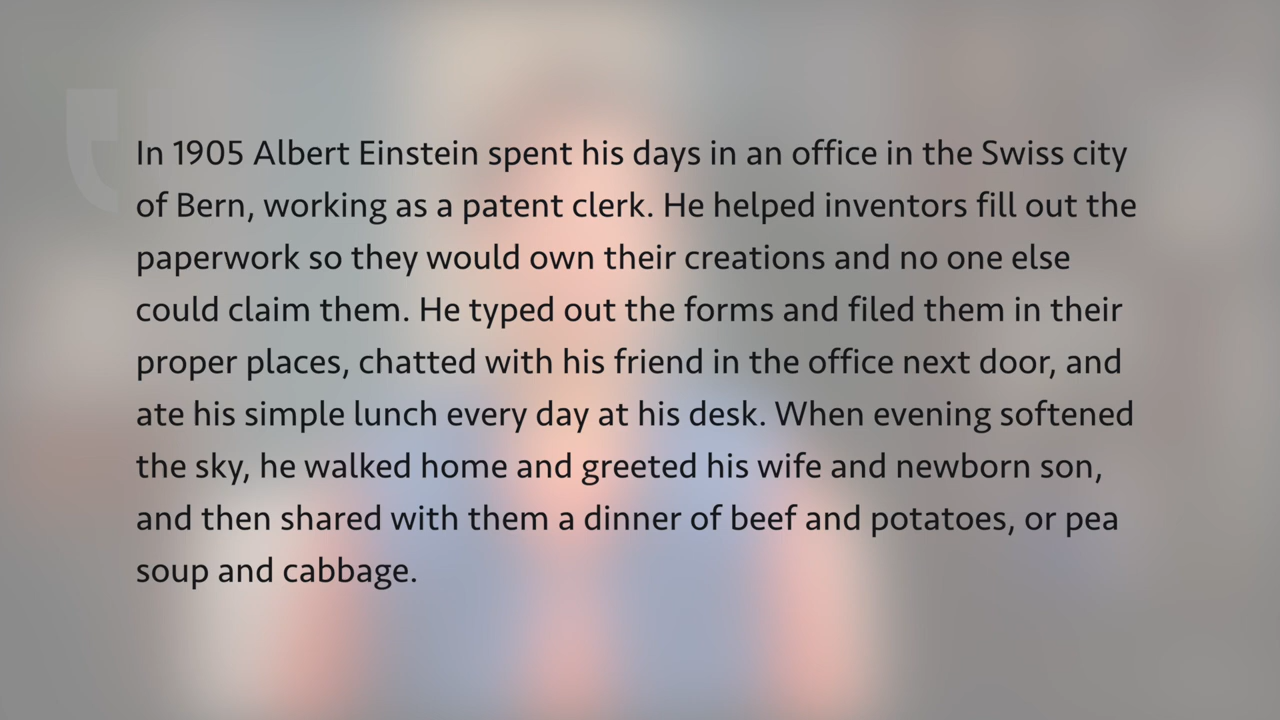 In 1905 Albert Einstein spent his days in an office in the Swiss city
of Bern, working as a patent clerk. He helped inventors fill out the
paperwork so they would own their creations and no one else
could claim them. He typed out the forms and filed them in their
proper places, chatted with his friend in the office next door, and
ate his simple lunch every day at his desk. When evening softened
the sky, he walked home and greeted his wife and newborn son,
and then shared with them a dinner of beef and potatoes, or pea
soup and cabbage.